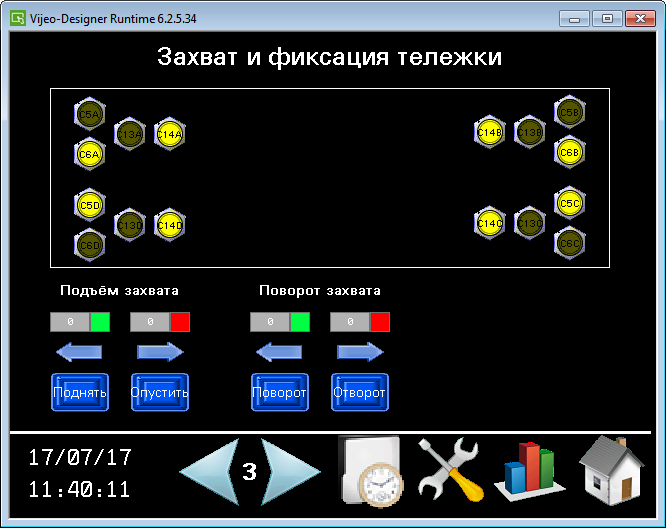 Vijeo-Designer Runtime 6.2.5.34
Захват и фиксация тележки
C5A C5B
C13A C14A C14B C13B
C6A C6B
C5D C5C
C13D C14D C14C C13C
C6D C6C
Подъём захвата Поворот захвата
0 0 0 0
Поднять Опустить Поворот Отворот
17/07/17
3
11:40:11